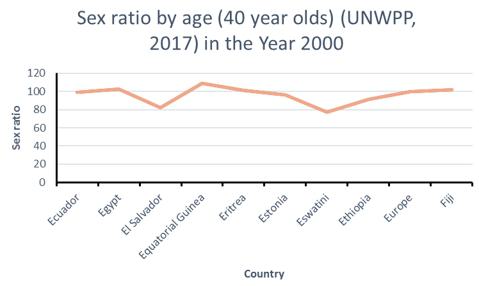 Sex ratio by age (40 year olds) (UNWPP,
2017) in the Year 2000
120
100
80
60
40
20
0
Sex ratio
Ecuador
Egypt
El Salvador
Equatorial Guinea
Eritrea
Estonia
Eswatini
Ethiopia
Europe
Fiji
Country